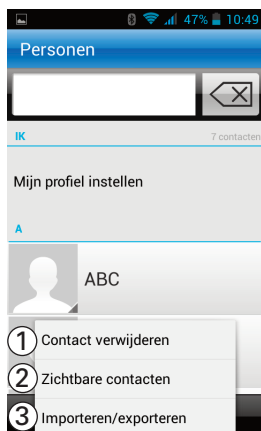 47% 10:49
Personen
IK 7 contacten
Mijn profiel instellen
A
ABC
1 Contact verwijderen
2 Zichtbare contacten
3 Importeren/exporteren